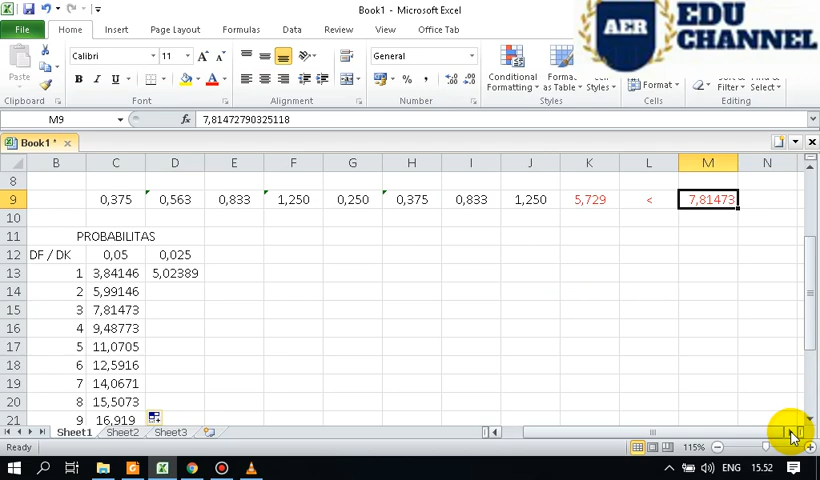 Book1 - Microsoft Excel
AER
EDU
CHANNEL
File Home Insert Page Layout Formulas Data Review View Office Tab
Calibri 11 A A General
Paste B I U % Conditional Formatting Format as Table Cell Styles Format Sort & Filter Find & Select
Clipboard Font Alignment Number Styles Cells Editing
M9 fx 7,81472790325118
Book1 *
B C D E F G H I J K L M N
8
9 0,375 0,563 0,833 1,250 0,250 0,375 0,833 1,250 5,729 < 7,81473
10
11 PROBABILITAS
12 DF / DK 0,05 0,025
13 1 3,84146 5,02389
14 2 5,99146
15 3 7,81473
16 4 9,48773
17 5 11,0705
18 6 12,5916
19 7 14,0671
20 8 15,5073
21 9 16,919
Sheet1 Sheet2 Sheet3
Ready 115%
ENG 15.52